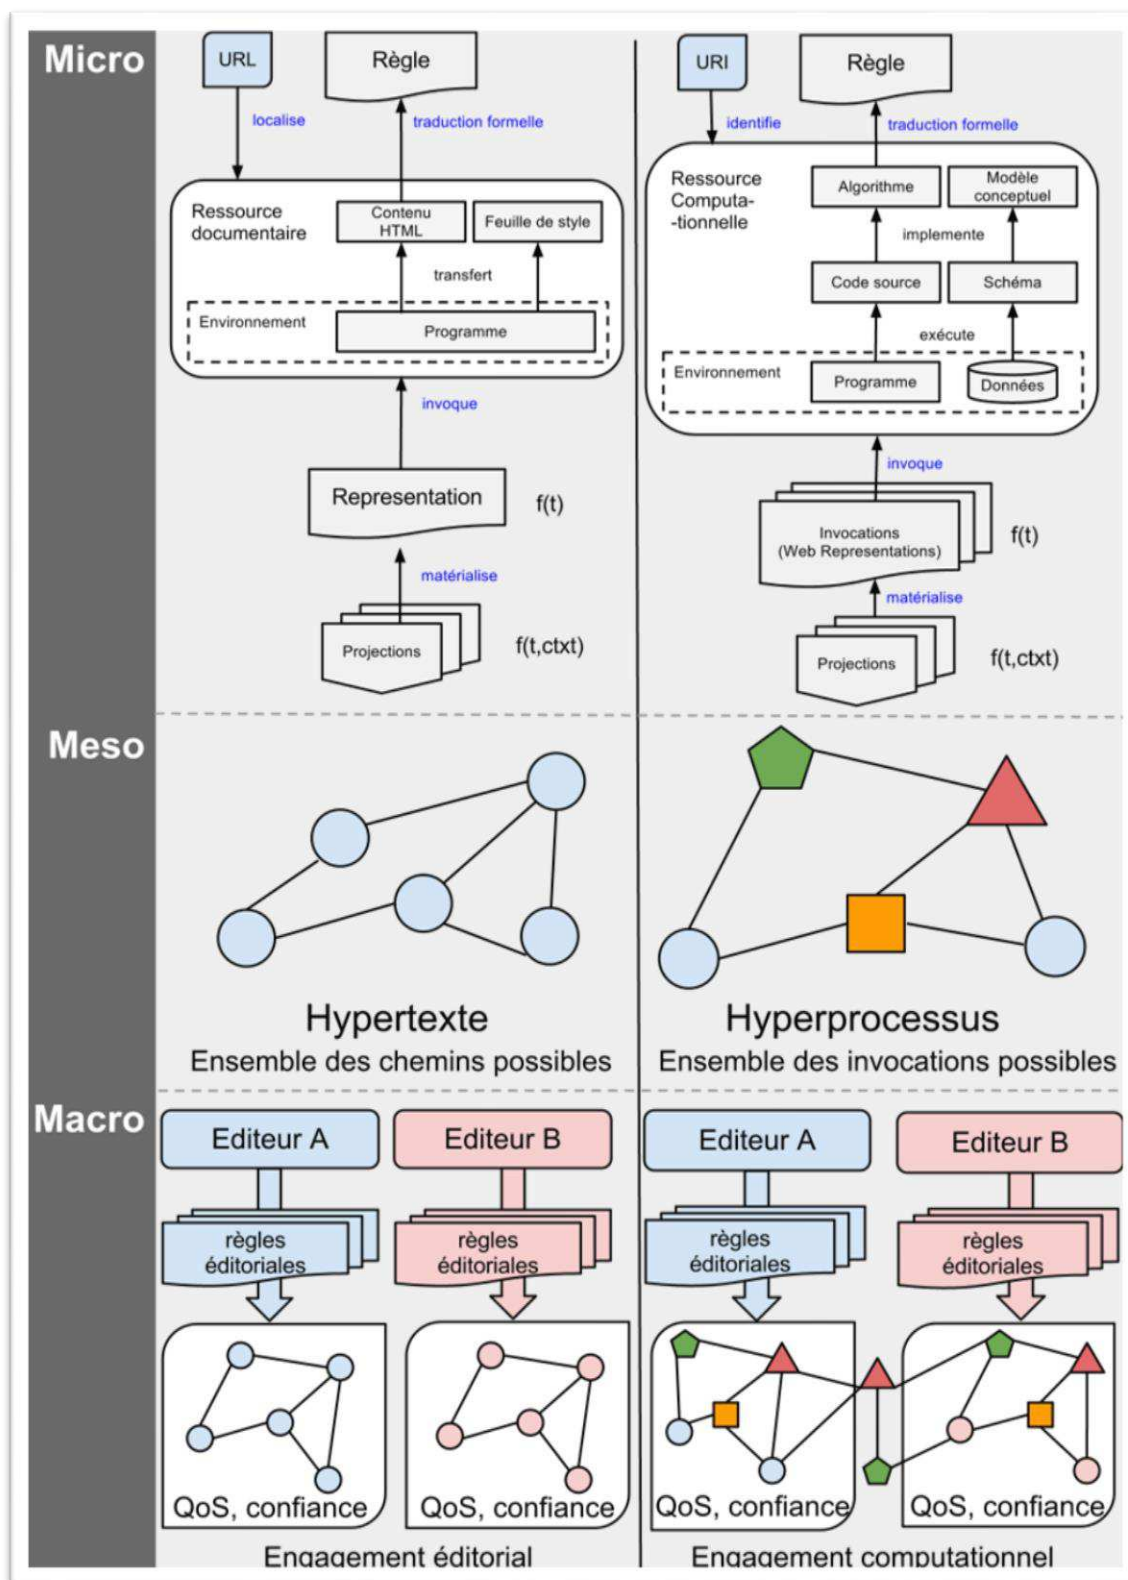 Micro
URL
Règle
localise
traduction formelle
Ressource
documentaire
Contenu
HTML
Feuille de style
transfert
Environnement
Programme
invoque
Representation
f(t)
matérialise
Projections
f(t,ctxt)
URI
Règle
identifie
traduction formelle
Ressource
Computa-
-tionnelle
Algorithme
Modèle
conceptuel
implemente
Code source
Schéma
exécute
Environnement
Programme
Données
invoque
Invocations
(Web Representations)
f(t)
matérialise
Projections
f(t,ctxt)
Meso
Hypertexte
Ensemble des chemins possibles
Hyperprocessus
Ensemble des invocations possibles
Macro
Editeur A
Editeur B
règles
éditoriales
règles
éditoriales
QoS, confiance
QoS, confiance
Engagement éditorial
Editeur A
Editeur B
règles
éditoriales
règles
éditoriales
QoS, confiance
QoS, confiance
Engagement computationnel